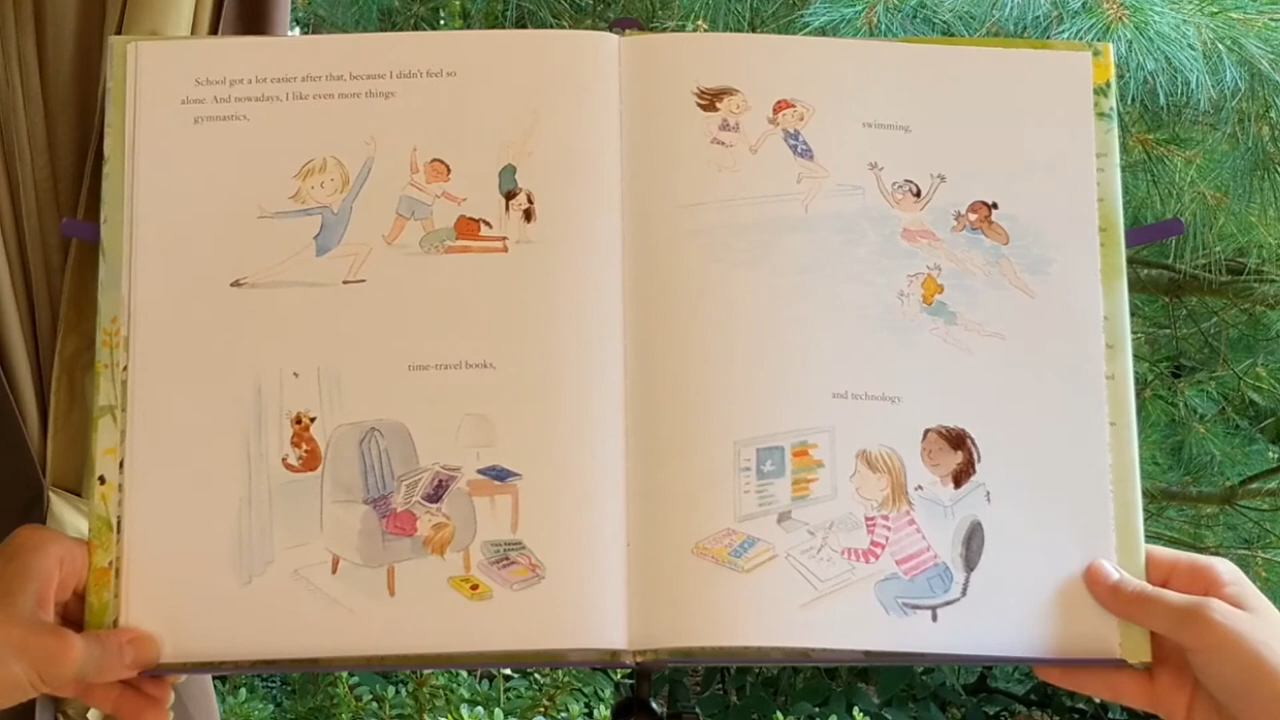 School got a lot easier after that, because I didn't feel so
alone. And nowadays, I like even more things:
gymnastics,
time-travel books,
swimming,
and technology.